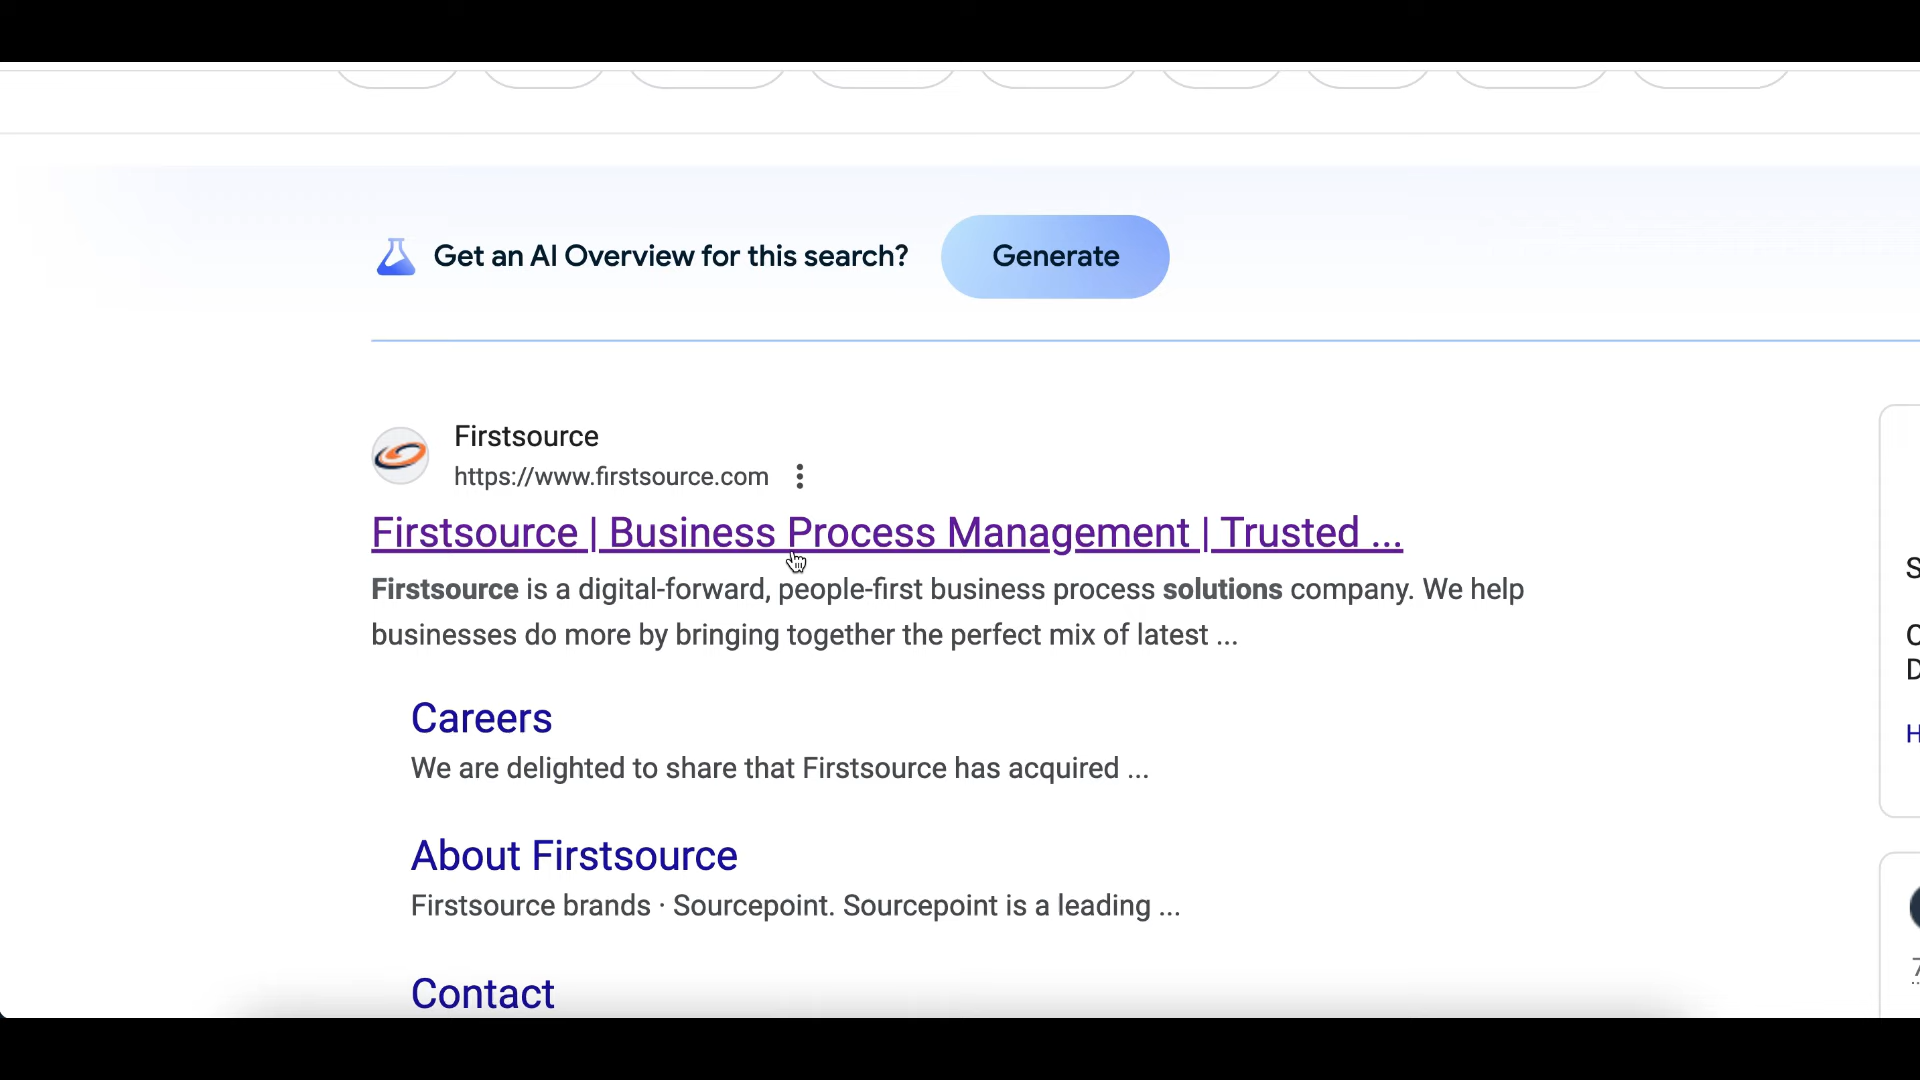 Get an AI Overview for this search?
Generate
Firstsource
https://www.firstsource.com
Firstsource | Business Process Management | Trusted ...
Firstsource is a digital-forward, people-first business process solutions company. We help
businesses do more by bringing together the perfect mix of latest ...
Careers
We are delighted to share that Firstsource has acquired ...
About Firstsource
Firstsource brands · Sourcepoint. Sourcepoint is a leading ...
Contact